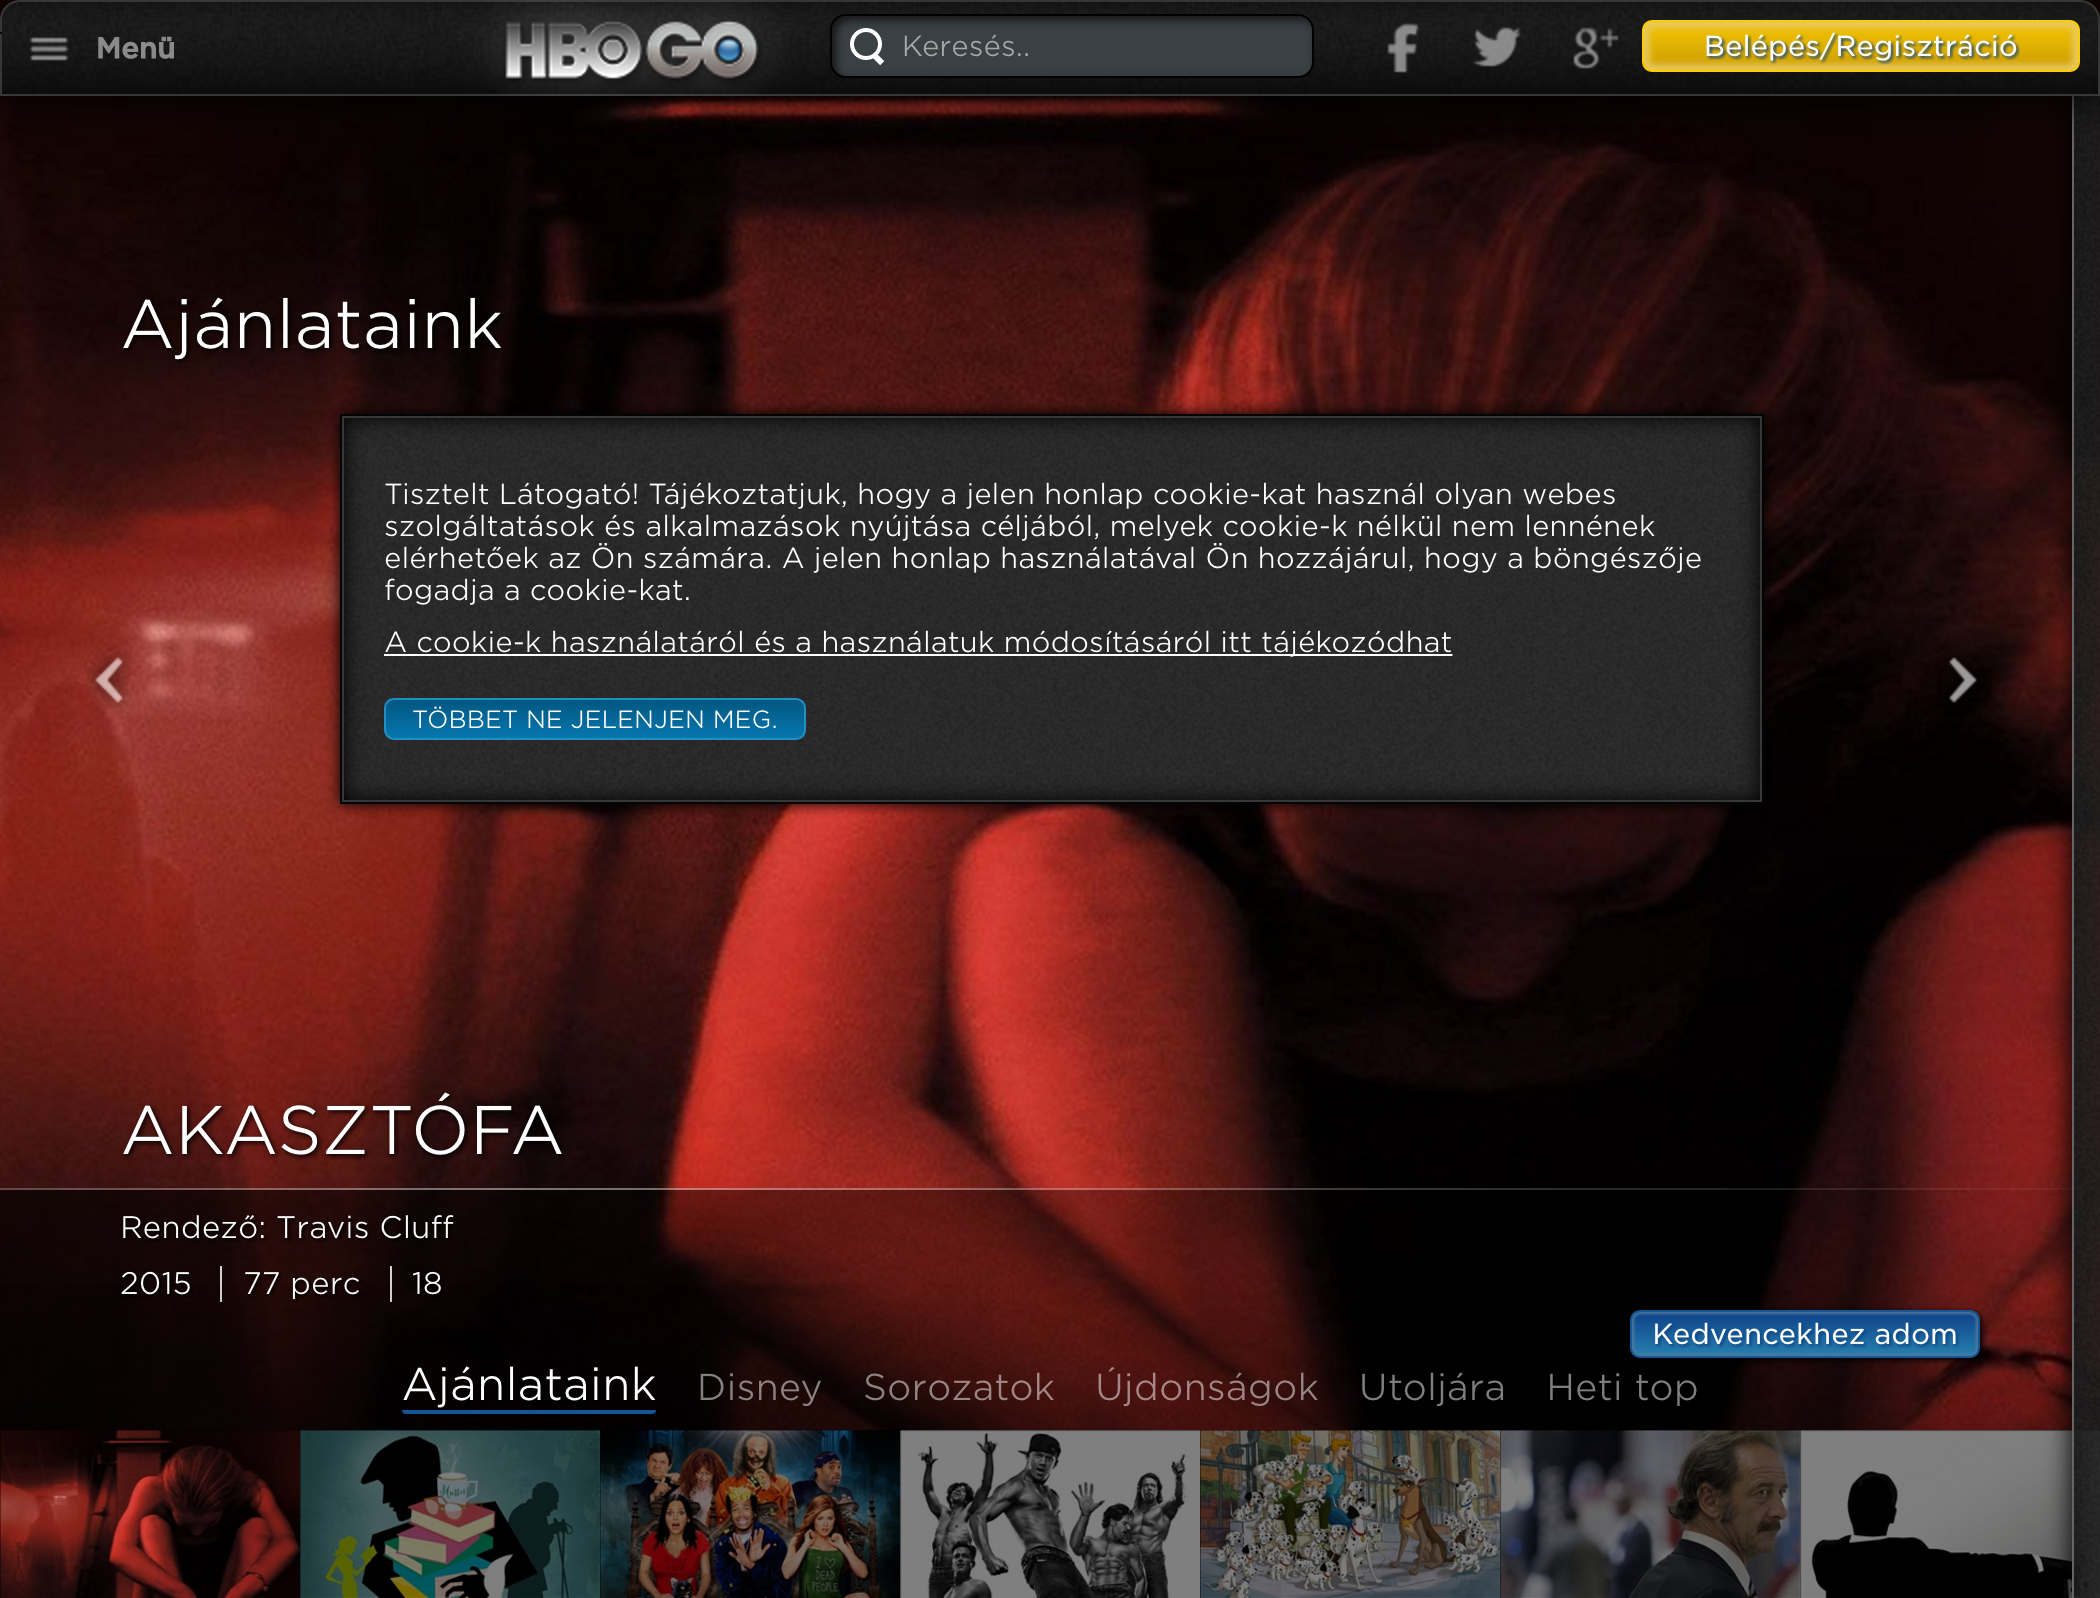 Menü
HBO GO
Keresés..
f
g+
Belépés/Regisztráció
Ajánlataink
Tisztelt Látogató! Tájékoztatjuk, hogy a jelen honlap cookie-kat használ olyan webes
szolgáltatások és alkalmazások nyújtása céljából, melyek cookie-k nélkül nem lennének
elérhetőek az Ön számára. A jelen honlap használatával Ön hozzájárul, hogy a böngészője
fogadja a cookie-kat.
A cookie-k használatáról és a használatuk módosításáról itt tájékozódhat
TÖBBET NE JELENJEN MEG.
AKASZTÓFA
Rendező: Travis Cluff
2015 | 77 perc | 18
Kedvencekhez adom
Ajánlataink Disney Sorozatok Újdonságok Utoljára Heti top
I ♥
DEAD
PEOPLE